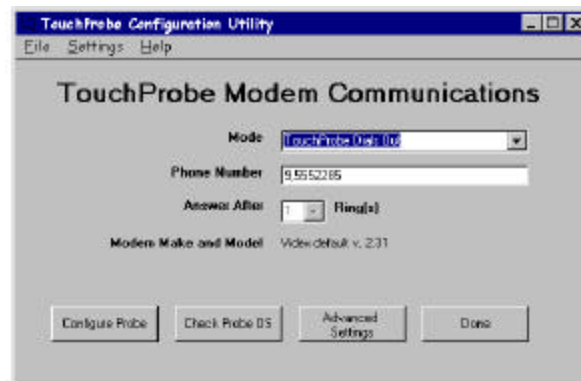 TouchProbe Configuration Utility
File Settings Help
TouchProbe Modem Communications
Mode TouchProbe Dials Out
Phone Number 9,5552285
Answer After 1 Ring(s)
Modem Make and Model Videx default v. 2.31
Configure Probe Check Probe OS Advanced Settings Done